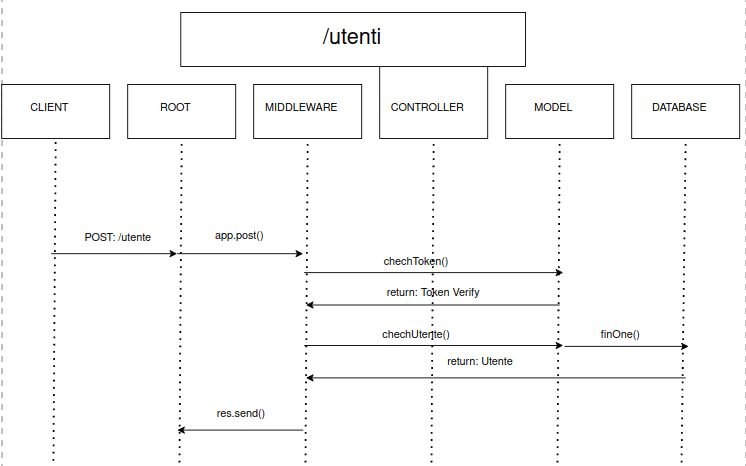 /utenti
CLIENT
ROOT
MIDDLEWARE
CONTROLLER
MODEL
DATABASE
POST: /utente
app.post()
chechToken()
return: Token Verify
chechUtente()
finOne()
return: Utente
res.send()